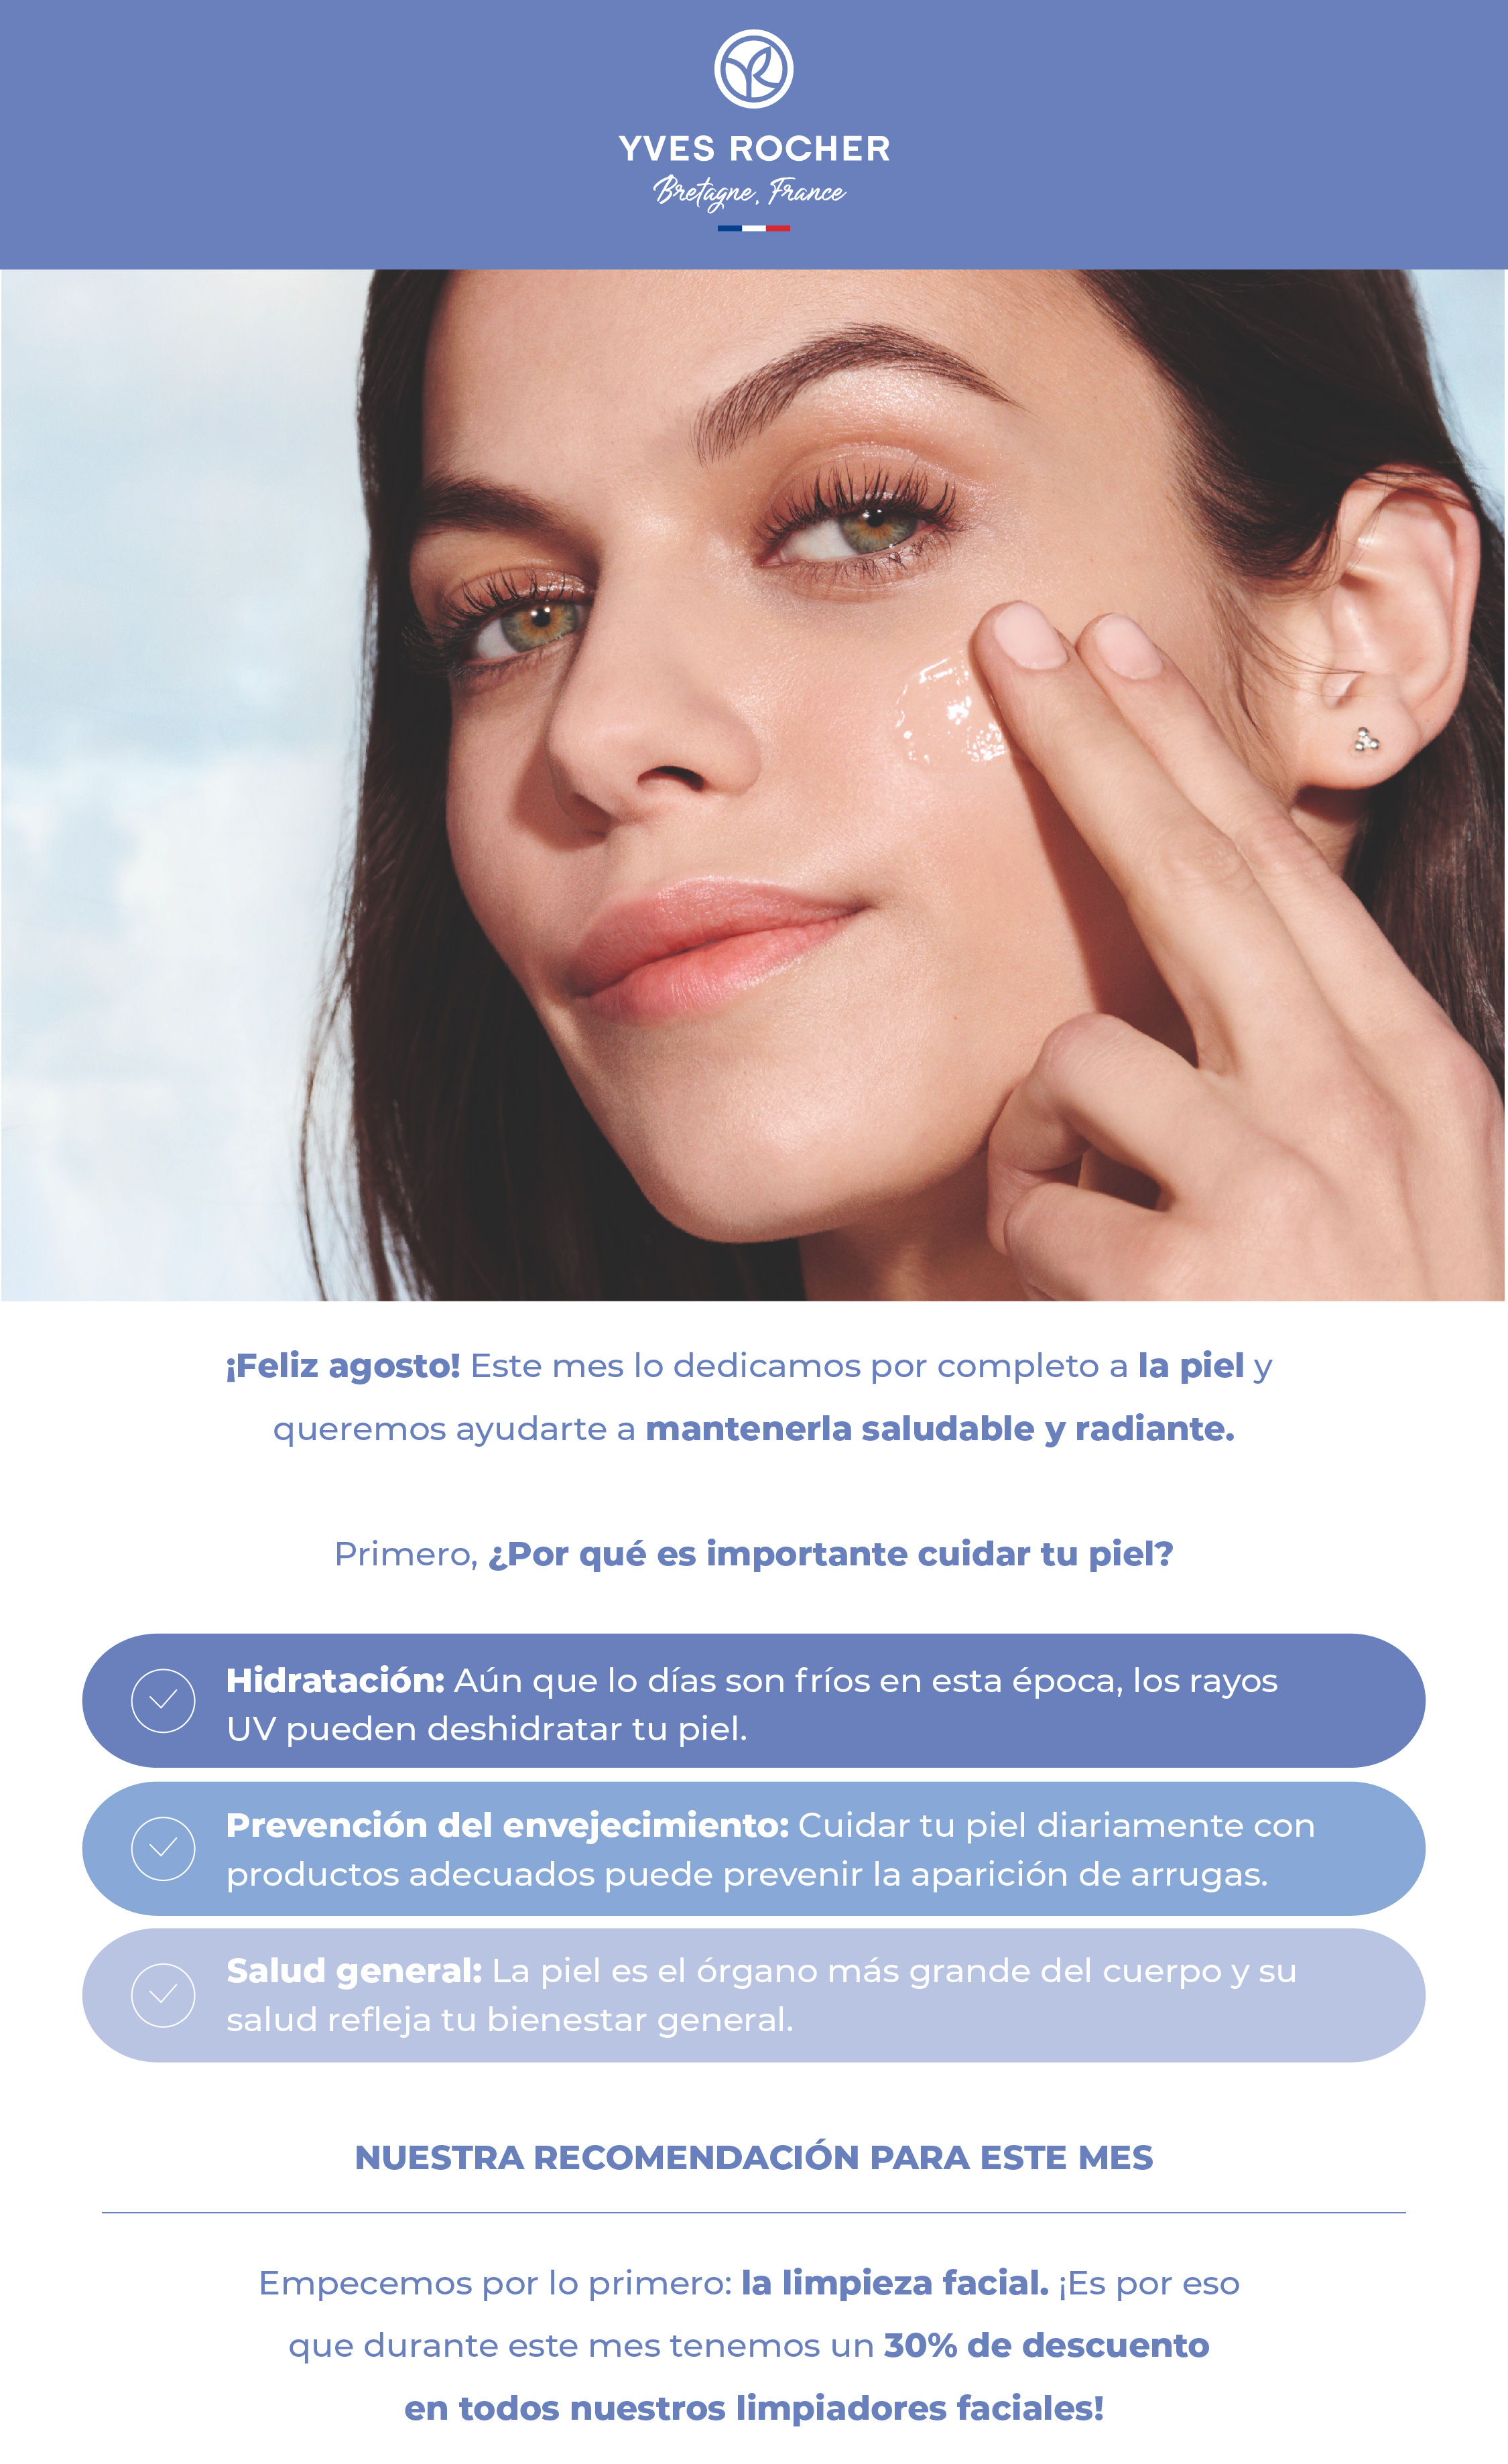 YVES ROCHER
Bretagne, France
¡Feliz agosto! Este mes lo dedicamos por completo a la piel y
queremos ayudarte a mantenerla saludable y radiante.
Primero, ¿Por qué es importante cuidar tu piel?
Hidratación: Aún que lo días son fríos en esta época, los rayos
UV pueden deshidratar tu piel.
Prevención del envejecimiento: Cuidar tu piel diariamente con
productos adecuados puede prevenir la aparición de arrugas.
Salud general: La piel es el órgano más grande del cuerpo y su
salud refleja tu bienestar general.
NUESTRA RECOMENDACIÓN PARA ESTE MES
Empecemos por lo primero: la limpieza facial. ¡Es por eso
que durante este mes tenemos un 30% de descuento
en todos nuestros limpiadores faciales!